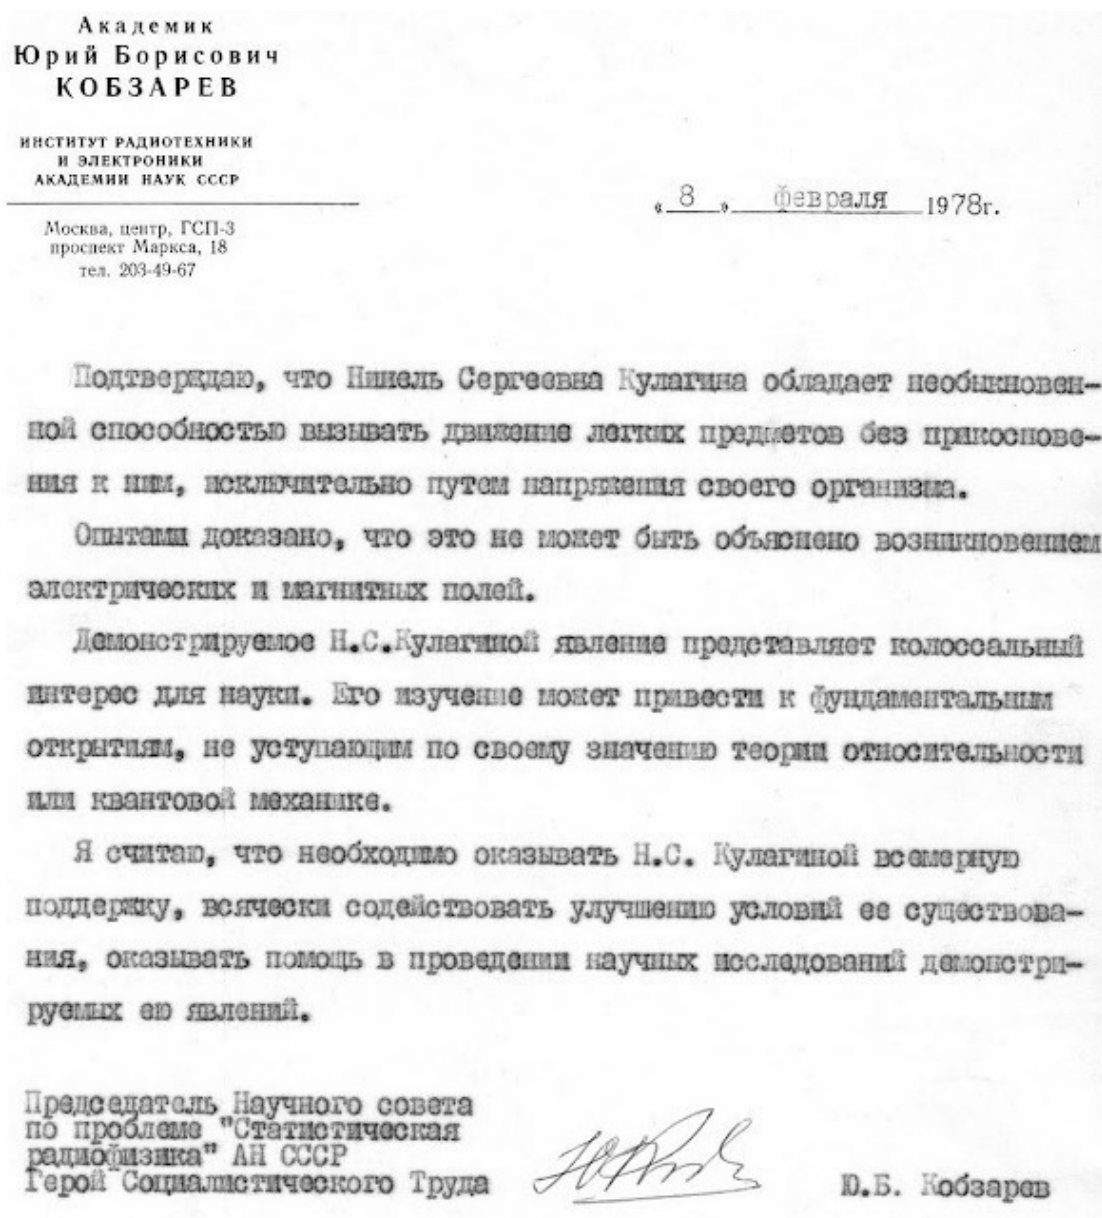 Академик
Юрий Борисович
КОБЗАРЕВ
ИНСТИТУТ РАДИОТЕХНИКИ
И ЭЛЕКТРОНИКИ
АКАДЕМИИ НАУК СССР
Москва, центр, ГСП-3
проспект Маркса, 18
тел. 203-49-67
« 8 » февраля 1978г.
Подтверждаю, что Нинель Сергеевна Кулагина обладает необыкновен-
ной способностью вызывать движение легких предметов без прикоснове-
ния к ним, исключительно путем напряжения своего организма.
Опытами доказано, что это не может быть объяснено возникновением
электрических и магнитных полей.
Демонстрируемое Н.С.Кулагиной явление представляет колоссальный
интерес для науки. Его изучение может привести к фундаментальным
открытиям, не уступающим по своему значению теории относительности
или квантовой механике.
Я считаю, что необходимо оказывать Н.С. Кулагиной всемерную
поддержку, всячески содействовать улучшению условий ее существова-
ния, оказывать помощь в проведении научных исследований демонстри-
руемых ею явлений.
Председатель Научного совета
по проблеме "Статистическая
радиофизика" АН СССР
Герой Социалистического Труда
Ю.Б. Кобзарев